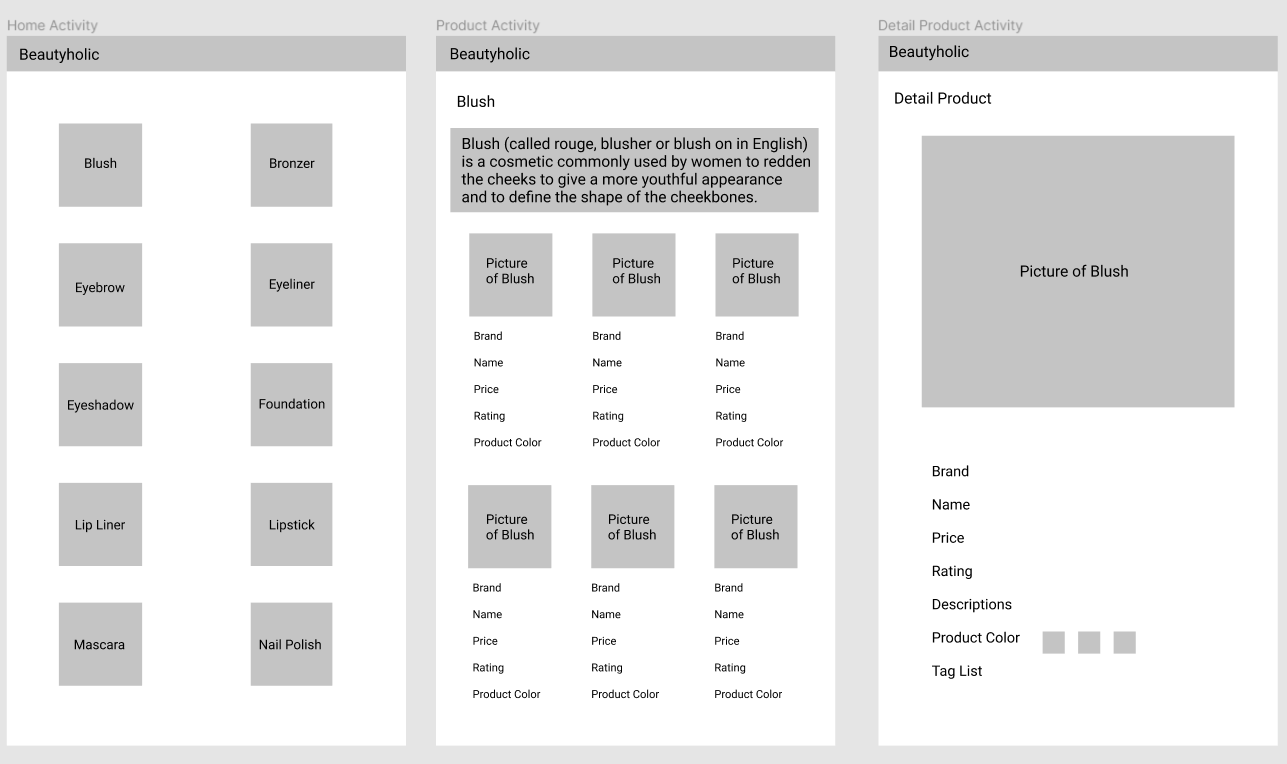 Home Activity
Beautyholic
Blush
Bronzer
Eyebrow
Eyeliner
Eyeshadow
Foundation
Lip Liner
Lipstick
Mascara
Nail Polish
Product Activity
Beautyholic
Blush
Blush (called rouge, blusher or blush on in English)
is a cosmetic commonly used by women to redden
the cheeks to give a more youthful appearance
and to define the shape of the cheekbones.
Picture
of Blush
Picture
of Blush
Picture
of Blush
Brand
Brand
Brand
Name
Name
Name
Price
Price
Price
Rating
Rating
Rating
Product Color
Product Color
Product Color
Picture
of Blush
Picture
of Blush
Picture
of Blush
Brand
Brand
Brand
Name
Name
Name
Price
Price
Price
Rating
Rating
Rating
Product Color
Product Color
Product Color
Detail Product Activity
Beautyholic
Detail Product
Picture of Blush
Brand
Name
Price
Rating
Descriptions
Product Color
Tag List